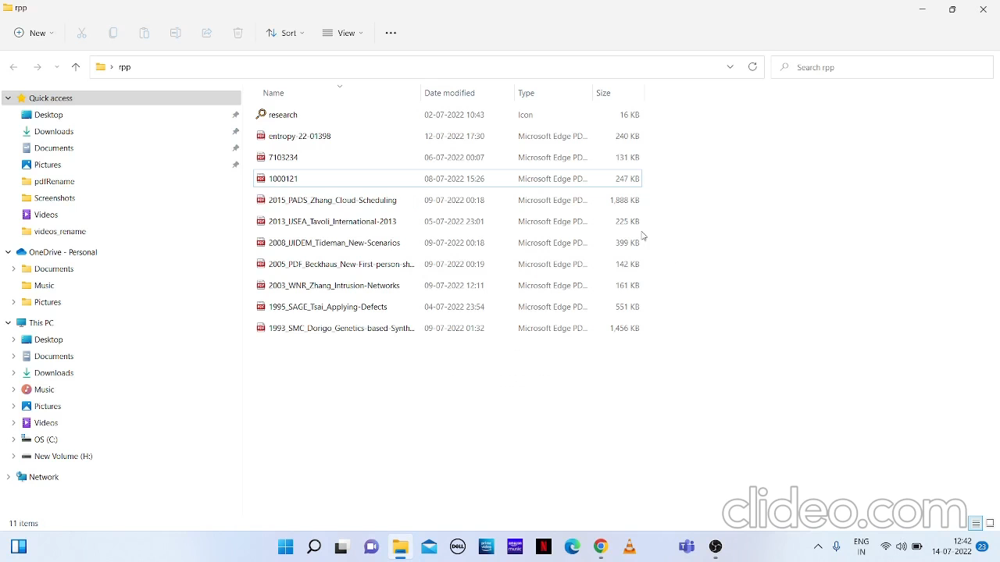 rpp
New
Sort
View
rpp
Search rpp
Name Date modified Type Size
Quick access
Desktop
Downloads
Documents
Pictures
pdfRename
Screenshots
Videos
videos_rename
OneDrive - Personal
Documents
Music
Pictures
This PC
Desktop
Documents
Downloads
Music
Pictures
Videos
OS (C:)
New Volume (H:)
Network
research 02-07-2022 10:43 Icon 16 KB
entropy-22-01398 12-07-2022 17:30 Microsoft Edge PD... 240 KB
7103234 06-07-2022 00:07 Microsoft Edge PD... 131 KB
1000121 08-07-2022 15:26 Microsoft Edge PD... 247 KB
2015_PADS_Zhang_Cloud-Scheduling 09-07-2022 00:18 Microsoft Edge PD... 1,888 KB
2013_IJSEA_Tavoli_International-2013 05-07-2022 23:01 Microsoft Edge PD... 225 KB
2008_IJIDEM_Tideman_New-Scenarios 09-07-2022 00:18 Microsoft Edge PD... 399 KB
2005_PDF_Beckhaus_New-First-person-sh... 09-07-2022 00:19 Microsoft Edge PD... 142 KB
2003_WNR_Zhang_Intrusion-Networks 09-07-2022 12:11 Microsoft Edge PD... 161 KB
1995_SAGE_Tsai_Applying-Defects 04-07-2022 23:54 Microsoft Edge PD... 551 KB
1993_SMC_Dorigo_Genetics-based-Synth... 09-07-2022 01:32 Microsoft Edge PD... 1,456 KB
clideo.com
11 items
DELL
prime video
amazon music
N
ENG
IN
12:42
14-07-2022
23